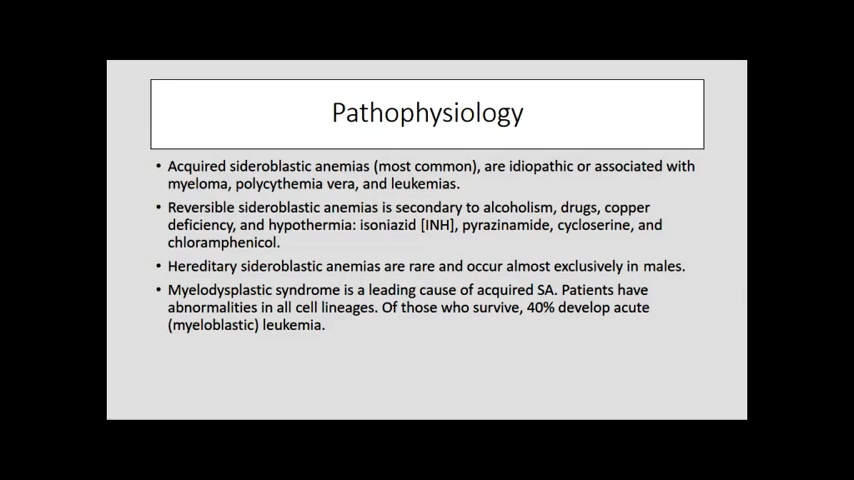 Pathophysiology
• Acquired sideroblastic anemias (most common), are idiopathic or associated with
myeloma, polycythemia vera, and leukemias.
• Reversible sideroblastic anemias is secondary to alcoholism, drugs, copper
deficiency, and hypothermia: isoniazid [INH], pyrazinamide, cycloserine, and
chloramphenicol.
• Hereditary sideroblastic anemias are rare and occur almost exclusively in males.
• Myelodysplastic syndrome is a leading cause of acquired SA. Patients have
abnormalities in all cell lineages. Of those who survive, 40% develop acute
(myeloblastic) leukemia.